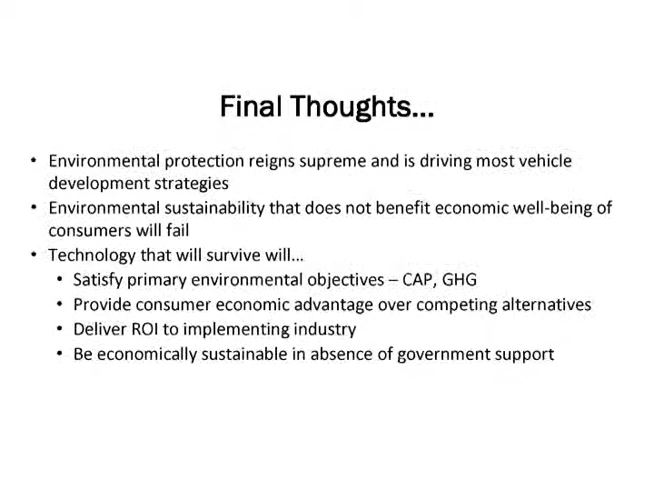 Final Thoughts...
• Environmental protection reigns supreme and is driving most vehicle
development strategies
• Environmental sustainability that does not benefit economic well-being of
consumers will fail
• Technology that will survive will...
• Satisfy primary environmental objectives – CAP, GHG
• Provide consumer economic advantage over competing alternatives
• Deliver ROI to implementing industry
• Be economically sustainable in absence of government support